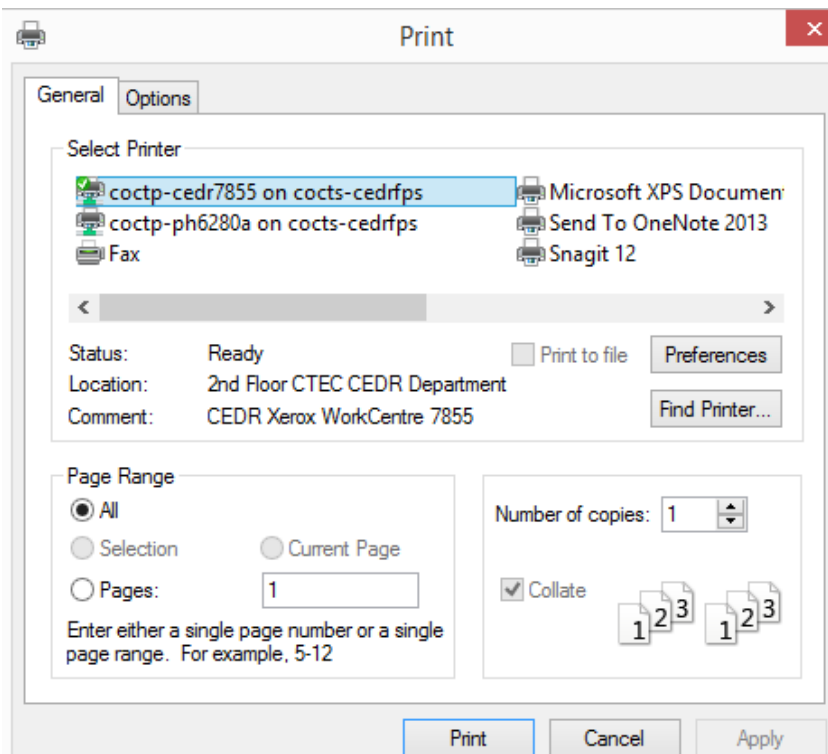 Print
General Options
Select Printer
coctp-cedr7855 on cocts-cedrfps Microsoft XPS Documen
coctp-ph6280a on cocts-cedrfps Send To OneNote 2013
Fax Snagit 12
Status: Ready Print to file Preferences
Location: 2nd Floor CTEC CEDR Department
Comment: CEDR Xerox WorkCentre 7855 Find Printer...
Page Range
All
Number of copies: 1
Selection Current Page
Pages: 1 Collate
1 2 3 1 2 3
Enter either a single page number or a single
page range. For example, 5-12
Print Cancel Apply